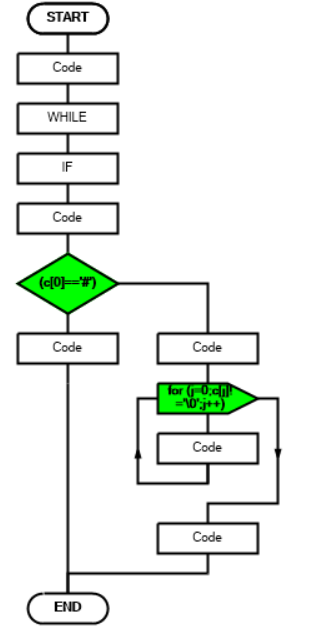 START
Code
WHILE
IF
Code
(c[0]=='#')
Code
Code
for (j=0;c[j]!
='\0';j++)
Code
Code
END